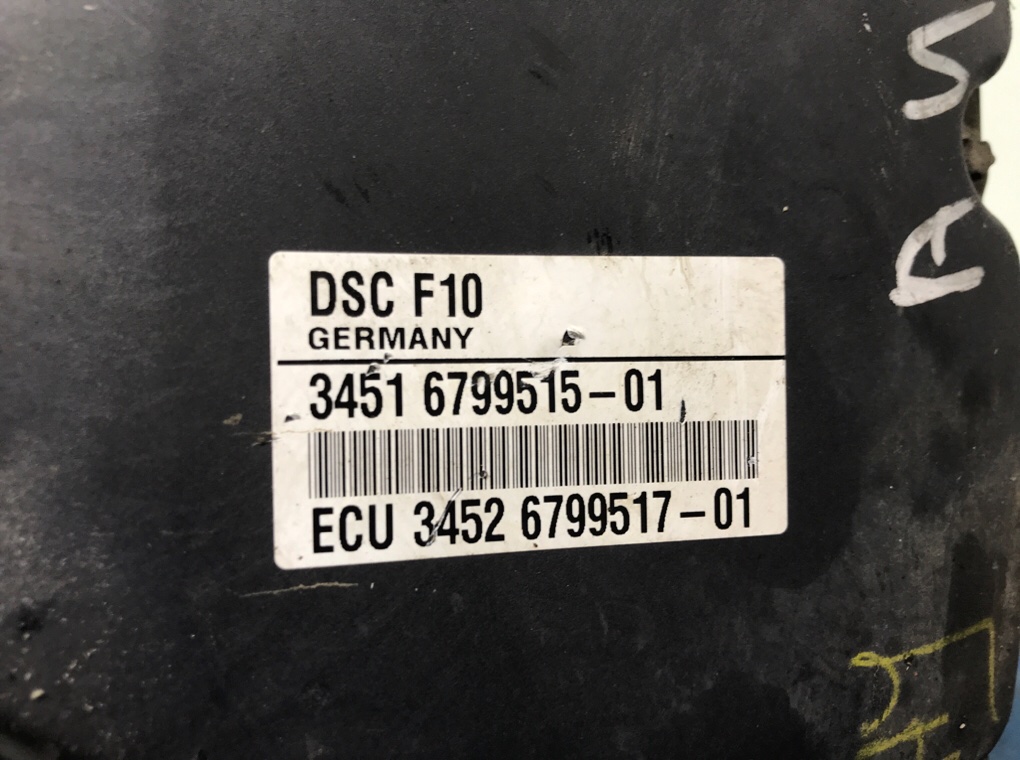 DSC F10
GERMANY
3451 6799515-01
ECU 3452 6799517-01